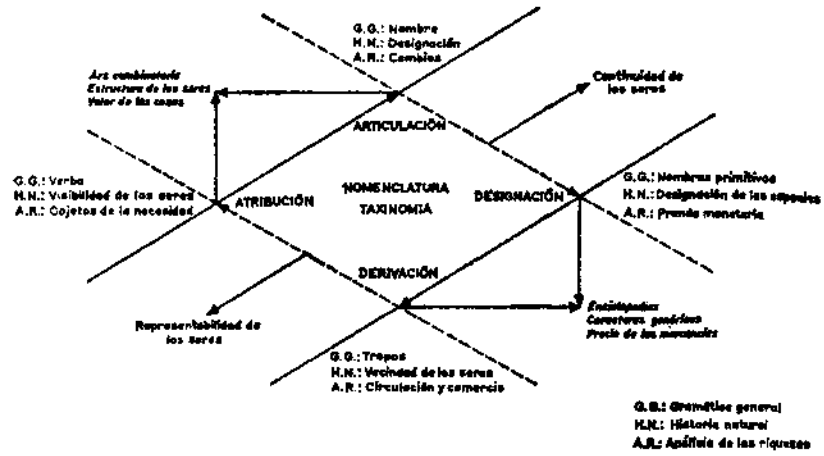 G.G.: Nombre
H.N.: Designación
A.R.: Cambios
Ars combinatoria
Estructura de los seres
Valor de las cosas
Continuidad de
los seres
ARTICULACIÓN
G.G.: Verbo
H.N.: Visibilidad de los seres
A.R.: Objetos de la necesidad
ATRIBUCIÓN
NOMENCLATURA
TAXINOMIA
DESIGNACIÓN
G.G.: Nombres primitivos
H.N.: Designación de las especies
A.R.: Prenda monetaria
DERIVACIÓN
Representabilidad de
los seres
Enciclopedias
Caracteres genéricos
Precio de las mercancías
G.G.: Tropos
H.N.: Vecindad de los seres
A.R.: Circulación y comercio
G.G.: Gramática general
H.N.: Historia natural
A.R.: Análisis de las riquezas